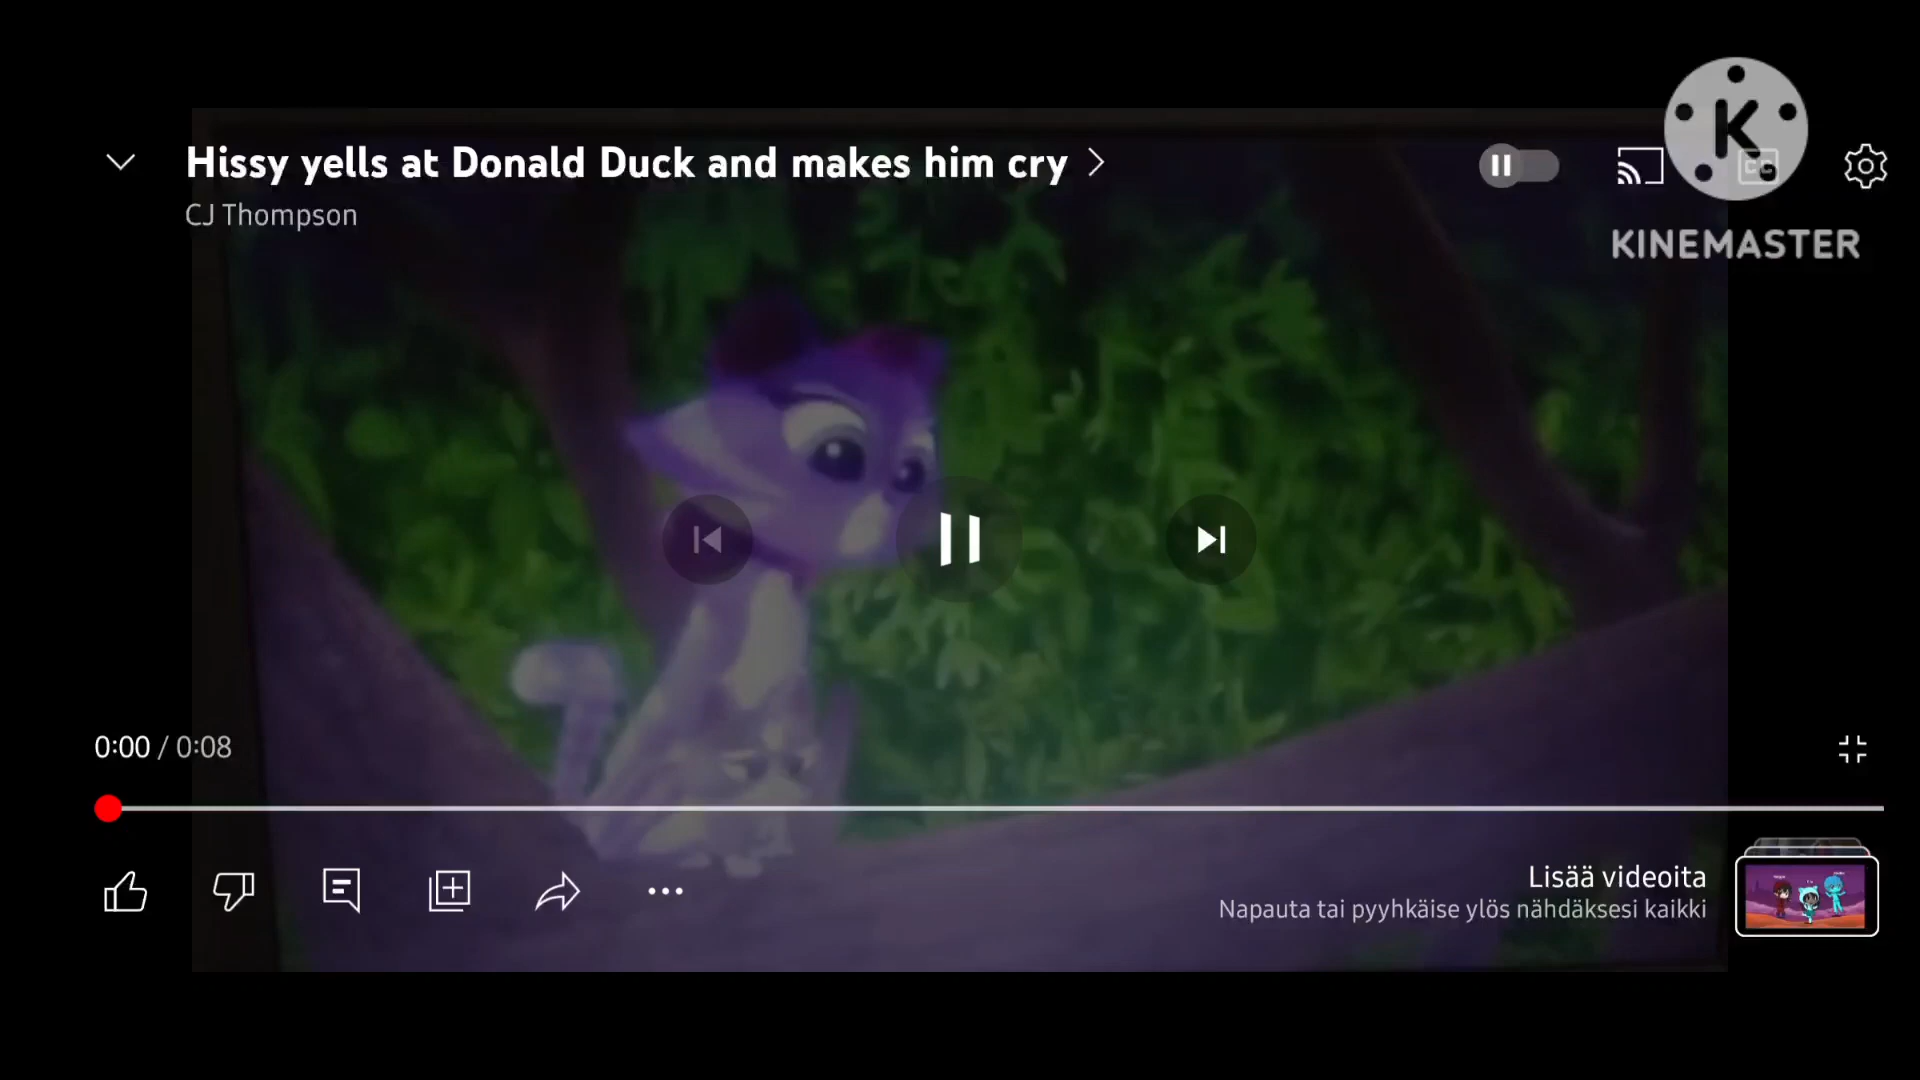 Hissy yells at Donald Duck and makes him cry
CJ Thompson
CC
K
KINEMASTER
0:00 / 0:08
Lisää videoita
Napauta tai pyyhkäise ylös nähdäksesi kaikki